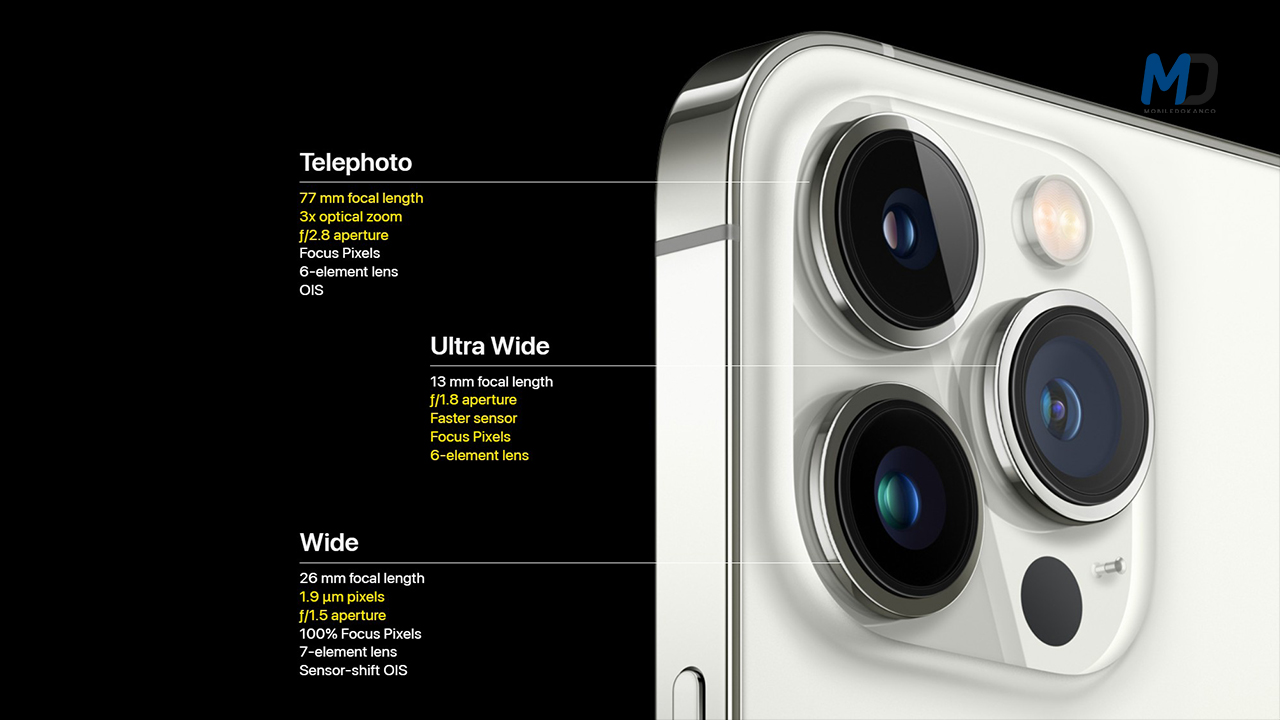 MD
MOBILEDOKANCO
Telephoto
77 mm focal length
3x optical zoom
ƒ/2.8 aperture
Focus Pixels
6-element lens
OIS
Ultra Wide
13 mm focal length
ƒ/1.8 aperture
Faster sensor
Focus Pixels
6-element lens
Wide
26 mm focal length
1.9 µm pixels
ƒ/1.5 aperture
100% Focus Pixels
7-element lens
Sensor-shift OIS